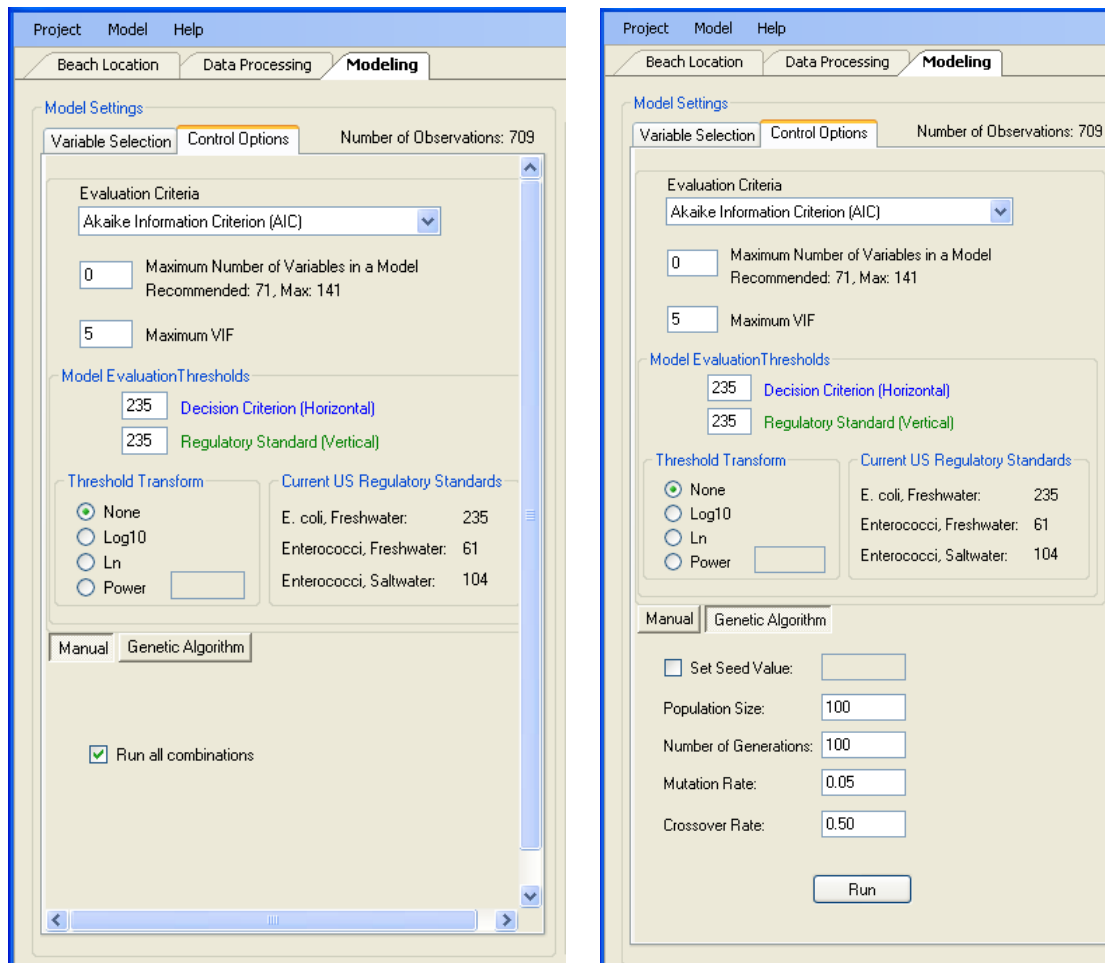 Project Model Help
Beach Location Data Processing Modeling
Model Settings
Variable Selection Control Options Number of Observations: 709
Evaluation Criteria
Akaike Information Criterion (AIC)
0 Maximum Number of Variables in a Model
Recommended: 71, Max: 141
5 Maximum VIF
Model EvaluationThresholds
235 Decision Criterion (Horizontal)
235 Regulatory Standard (Vertical)
Threshold Transform
None
Log10
Ln
Power
Current US Regulatory Standards
E. coli, Freshwater: 235
Enterococci, Freshwater: 61
Enterococci, Saltwater: 104
Manual Genetic Algorithm
Run all combinations
Project Model Help
Beach Location Data Processing Modeling
Model Settings
Variable Selection Control Options Number of Observations: 709
Evaluation Criteria
Akaike Information Criterion (AIC)
0 Maximum Number of Variables in a Model
Recommended: 71, Max: 141
5 Maximum VIF
Model EvaluationThresholds
235 Decision Criterion (Horizontal)
235 Regulatory Standard (Vertical)
Threshold Transform
None
Log10
Ln
Power
Current US Regulatory Standards
E. coli, Freshwater: 235
Enterococci, Freshwater: 61
Enterococci, Saltwater: 104
Manual Genetic Algorithm
Set Seed Value:
Population Size: 100
Number of Generations: 100
Mutation Rate: 0.05
Crossover Rate: 0.50
Run